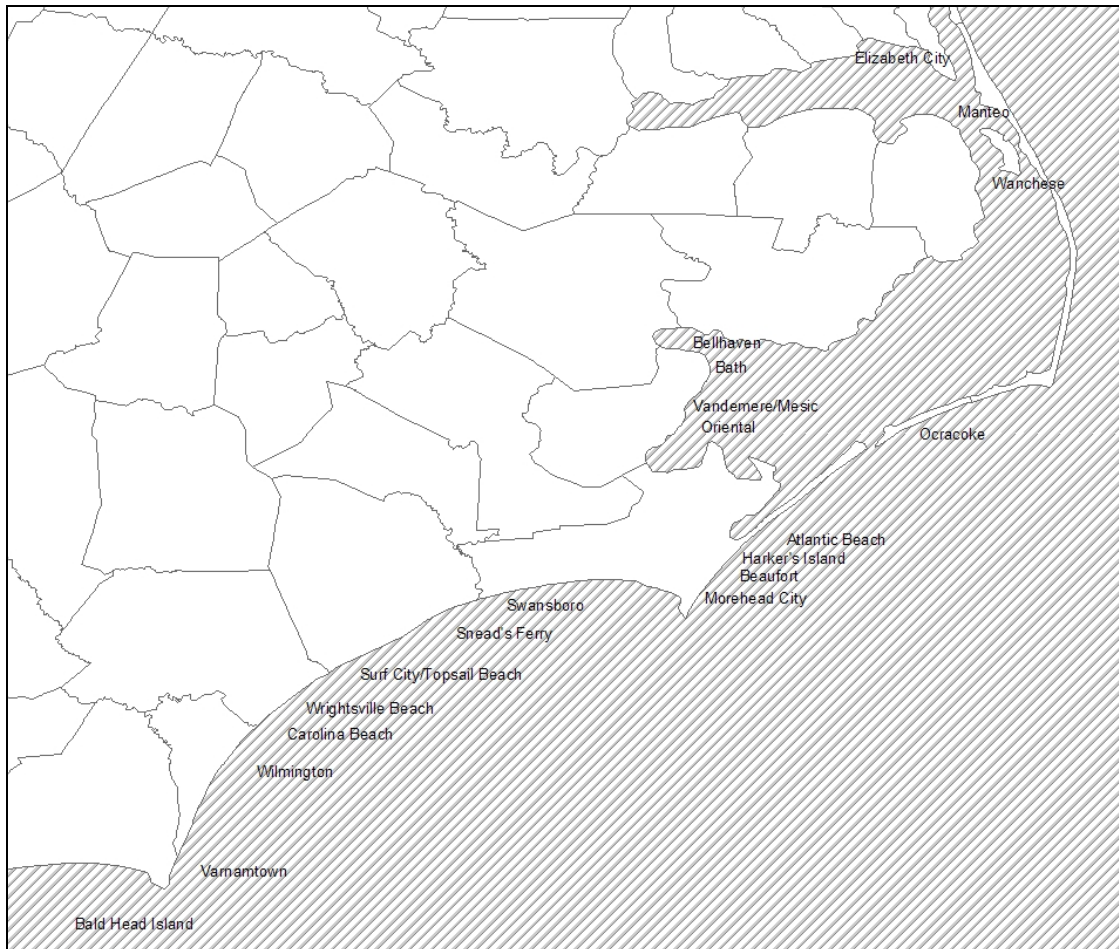 Elizabeth City
Manteo
Wanchese
Bellhaven
Bath
Vandemere/Mesic
Oriental
Ocracoke
Atlantic Beach
Harker's Island
Beaufort
Morehead City
Swansboro
Snead's Ferry
Surf City/Topsail Beach
Wrightsville Beach
Carolina Beach
Wilmington
Varnamtown
Bald Head Island